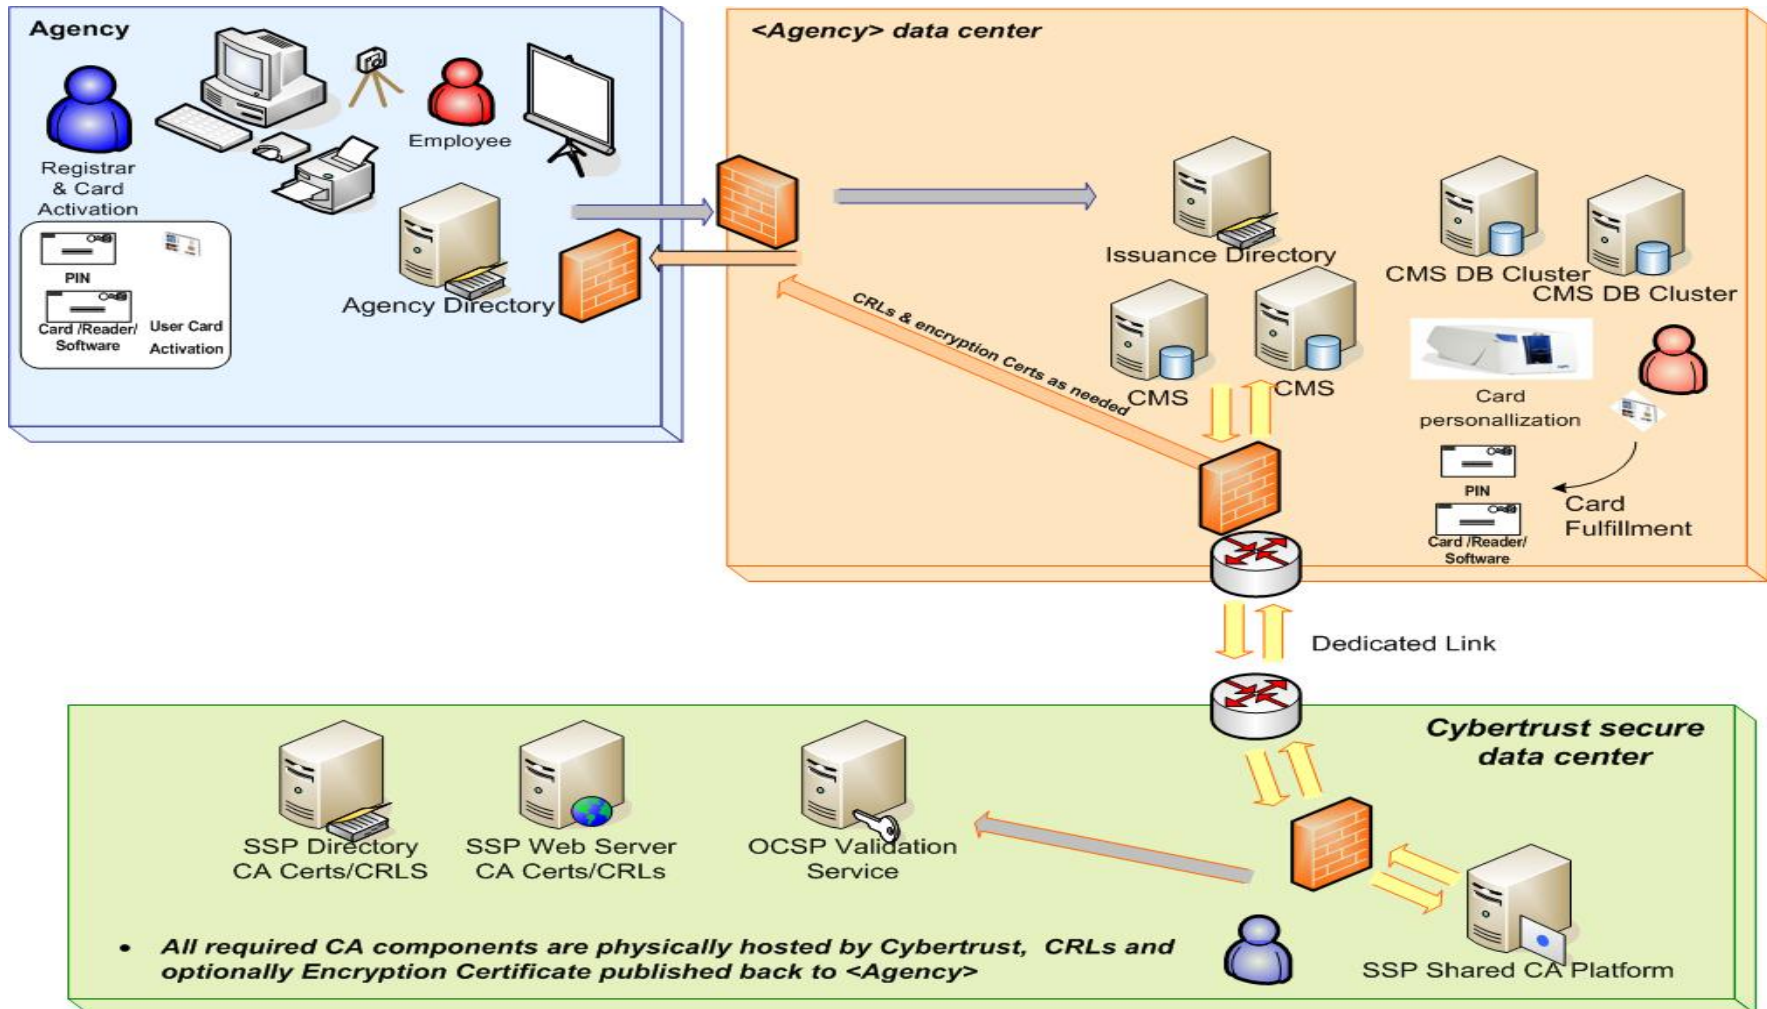 Agency
Employee
Registrar
& Card
Activation
PIN
Card /Reader/
Software
User Card
Activation
Agency Directory
<Agency> data center
Issuance Directory
CMS DB Cluster
CMS DB Cluster
CMS
CMS
CRLs & encryption Certs as needed
Card
personallization
PIN
Card /Reader/
Software
Card
Fulfillment
Dedicated Link
Cybertrust secure
data center
SSP Directory
CA Certs/CRLS
SSP Web Server
CA Certs/CRLs
OCSP Validation
Service
SSP Shared CA Platform
• All required CA components are physically hosted by Cybertrust, CRLs and
optionally Encryption Certificate published back to <Agency>